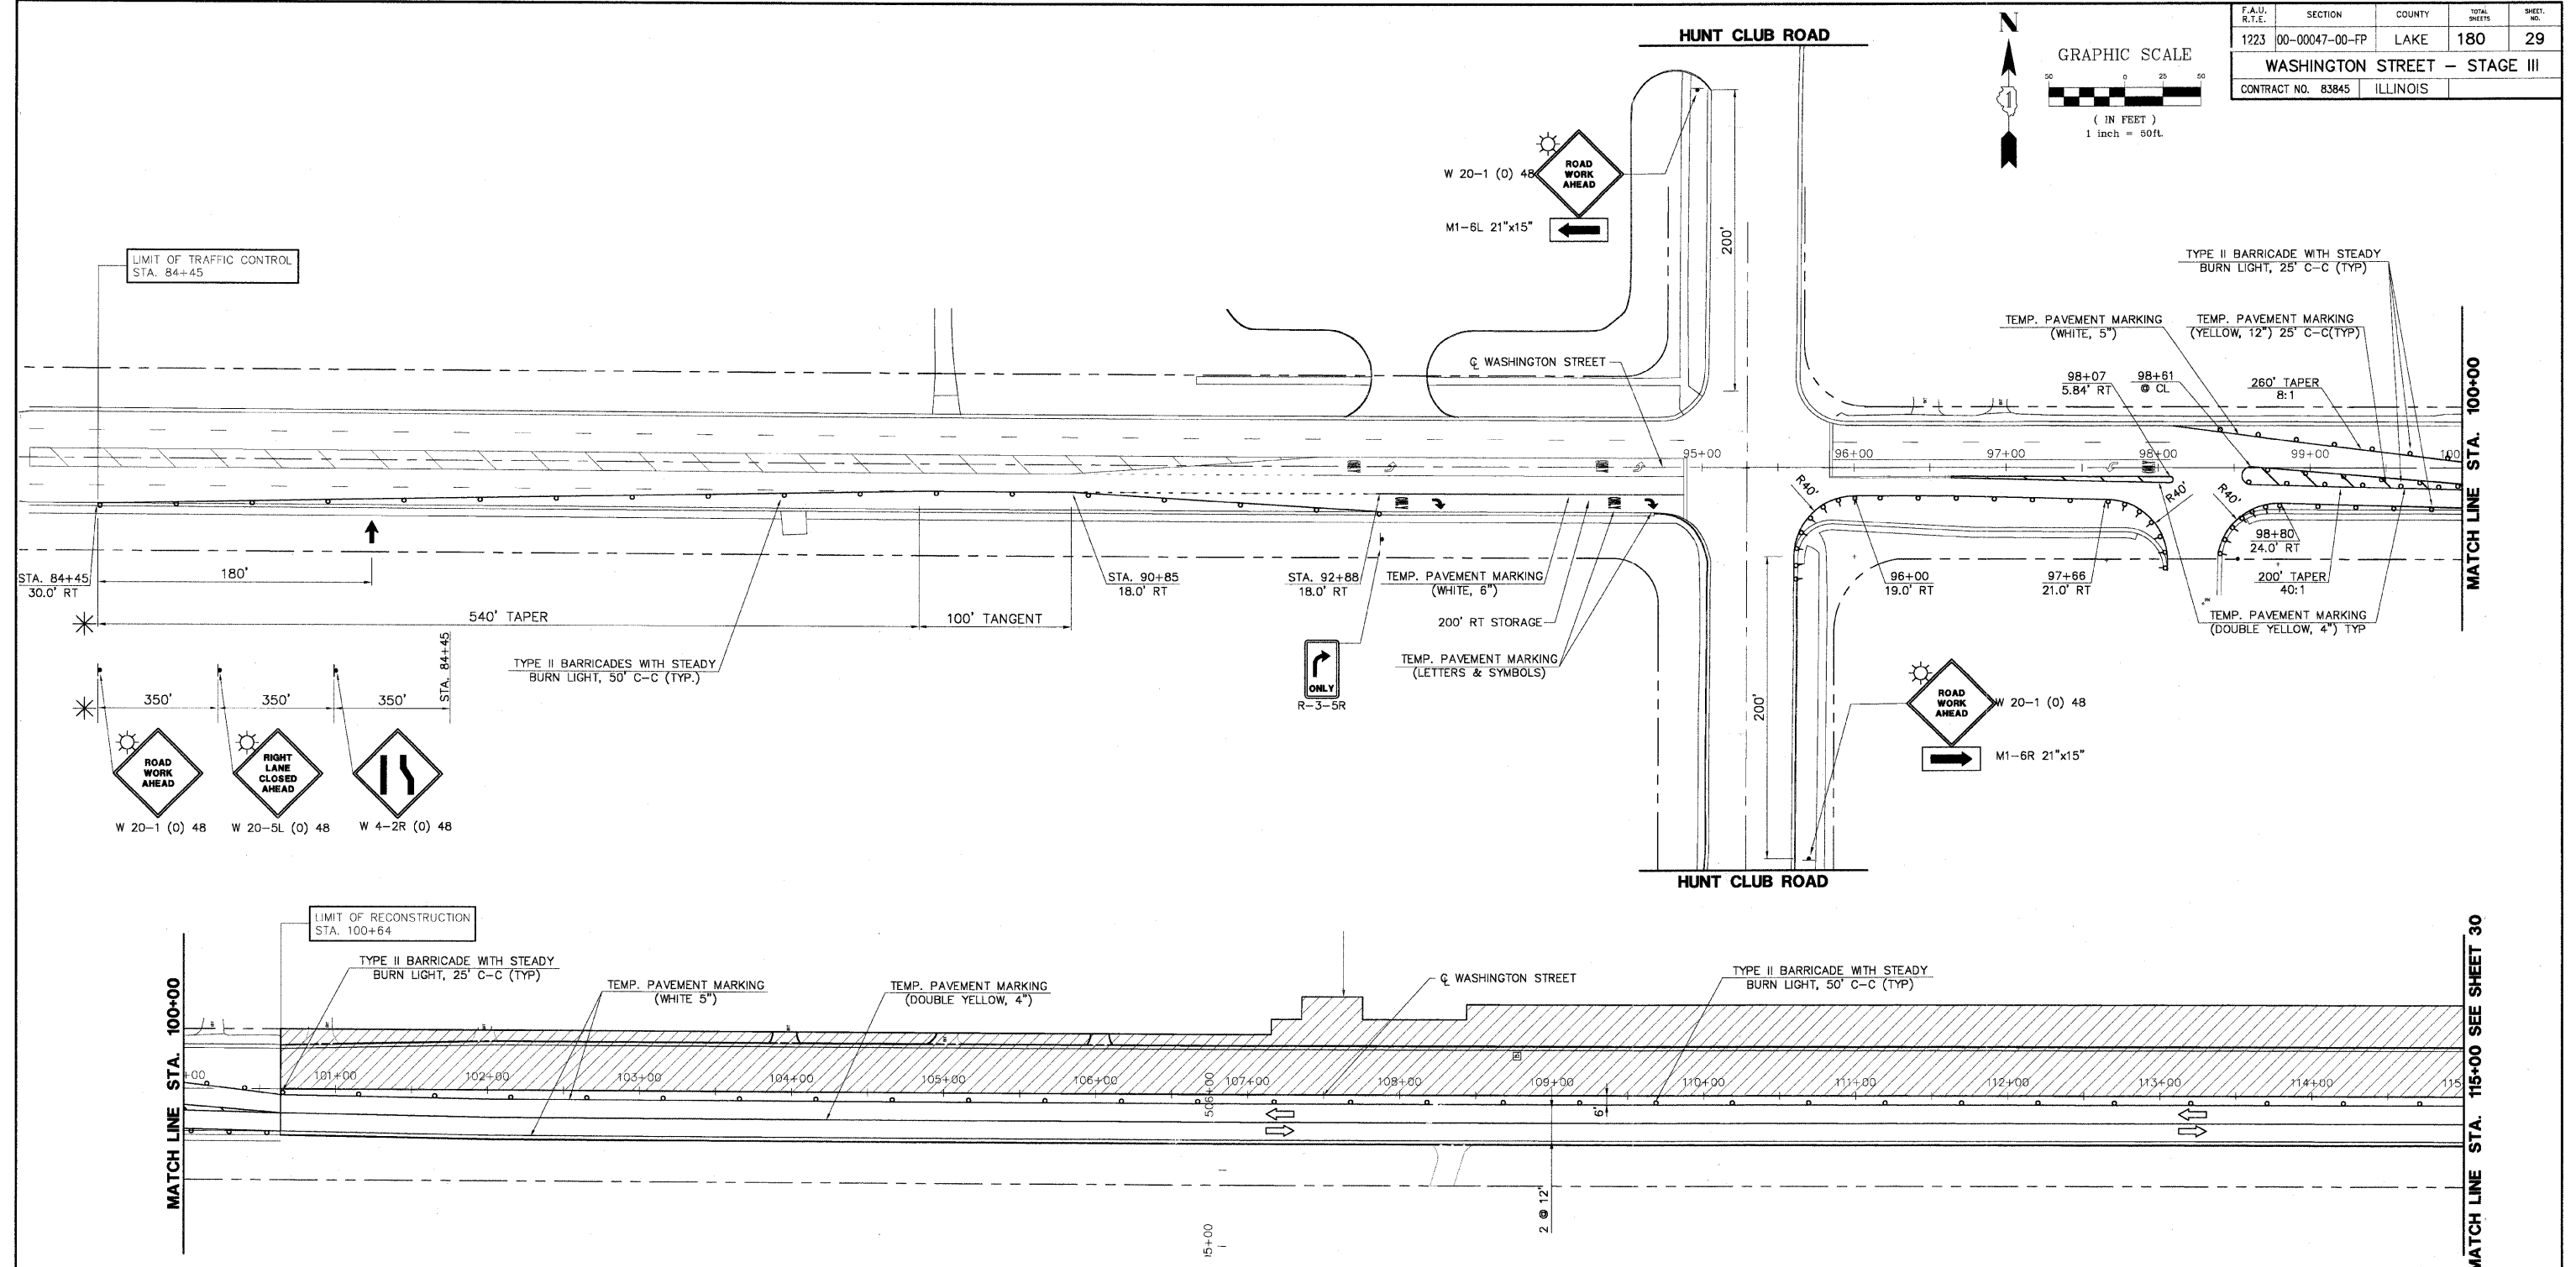 F.A.U. R.T.E. SECTION COUNTY TOTAL SHEETS SHEET. NO.
1223 00-00047-00-FP LAKE 180 29
WASHINGTON STREET – STAGE III
CONTRACT NO. 83845 ILLINOIS
HUNT CLUB ROAD
N
GRAPHIC SCALE
50 0 25 50
( IN FEET )
1 inch = 50ft.
ROAD
WORK
AHEAD
W 20-1 (0) 48
M1-6L 21"x15"
200'
LIMIT OF TRAFFIC CONTROL
STA. 84+45
TYPE II BARRICADE WITH STEADY
BURN LIGHT, 25' C-C (TYP)
TEMP. PAVEMENT MARKING
(WHITE, 5")
TEMP. PAVEMENT MARKING
(YELLOW, 12") 25' C-C(TYP)
℄ WASHINGTON STREET
98+07
5.84' RT
98+61
@ CL
260' TAPER
8:1
MATCH LINE STA. 100+00
95+00 96+00 97+00 98+00 99+00 100
R40'
R40'
R40'
98+80
24.0' RT
STA. 84+45
30.0' RT
180'
STA. 90+85
18.0' RT
STA. 92+88
18.0' RT
TEMP. PAVEMENT MARKING
(WHITE, 6")
96+00
19.0' RT
97+66
21.0' RT
200' TAPER
40:1
540' TAPER
100' TANGENT
200' RT STORAGE
TEMP. PAVEMENT MARKING
(DOUBLE YELLOW, 4") TYP
TYPE II BARRICADES WITH STEADY
BURN LIGHT, 50' C-C (TYP.)
TEMP. PAVEMENT MARKING
(LETTERS & SYMBOLS)
ONLY
R-3-5R
STA. 84+45
350' 350' 350'
ROAD
WORK
AHEAD
RIGHT
LANE
CLOSED
AHEAD
W 20-1 (0) 48 W 20-5L (0) 48 W 4-2R (0) 48
200'
ROAD
WORK
AHEAD
W 20-1 (0) 48
M1-6R 21"x15"
HUNT CLUB ROAD
LIMIT OF RECONSTRUCTION
STA. 100+64
TYPE II BARRICADE WITH STEADY
BURN LIGHT, 25' C-C (TYP)
TEMP. PAVEMENT MARKING
(WHITE 5")
TEMP. PAVEMENT MARKING
(DOUBLE YELLOW, 4")
℄ WASHINGTON STREET
TYPE II BARRICADE WITH STEADY
BURN LIGHT, 50' C-C (TYP)
MATCH LINE STA. 100+00
+00 101+00 102+00 103+00 104+00 105+00 106+00 107+00 108+00 109+00 110+00 111+00 112+00 113+00 114+00 115
506+00
6'
2 @ 12'
5+00
MATCH LINE STA. 115+00 SEE SHEET 30